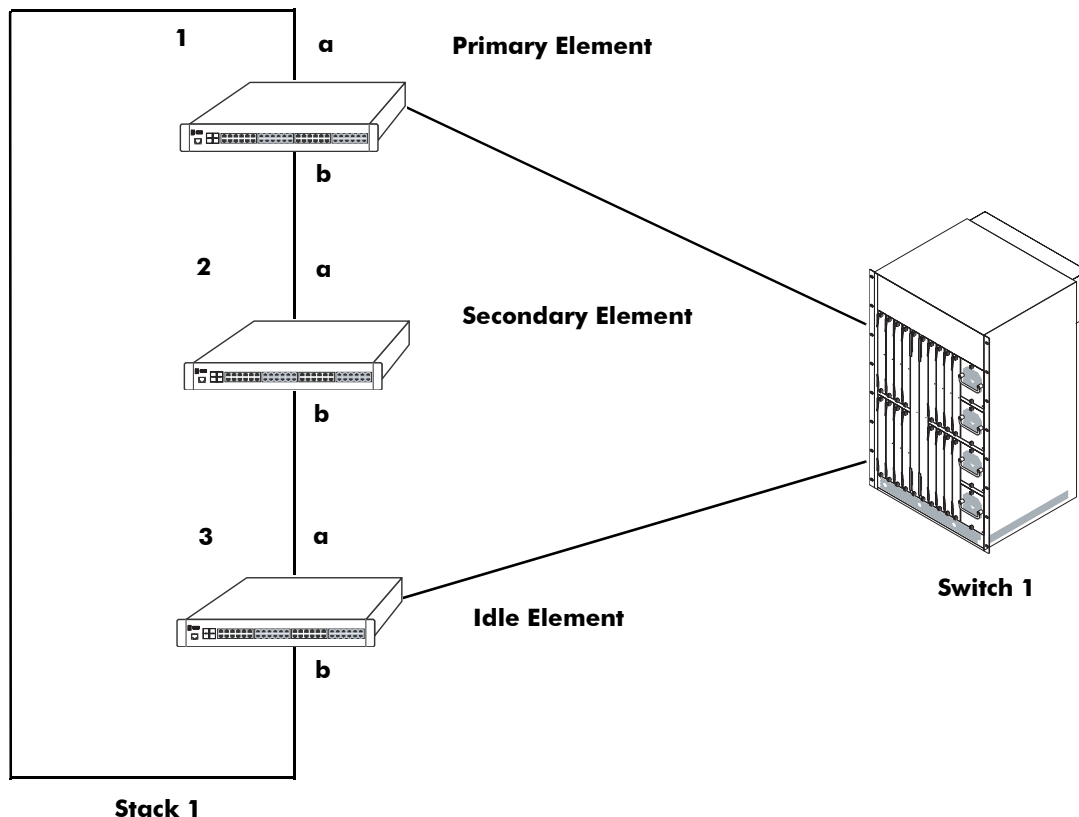 1
a
Primary Element
b
2
a
Secondary Element
b
3
a
Switch 1
Idle Element
b
Stack 1